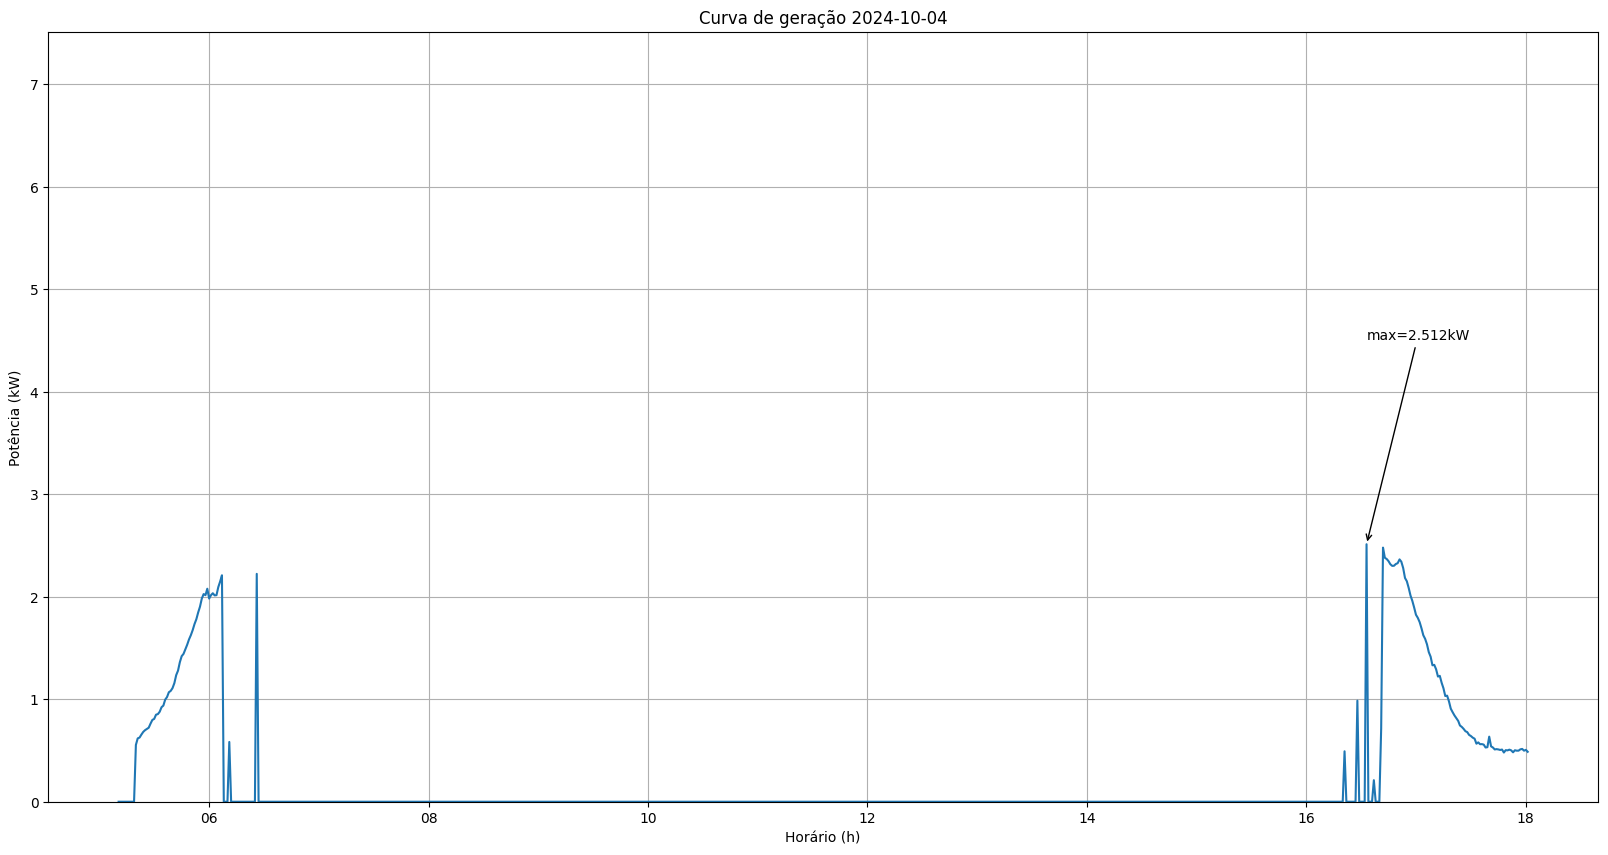 Curva de geração 2024-10-04
7
6
5
max=2.512kW
4
Potência (kW)
3
2
1
0
06 08 10 12 14 16 18
Horário (h)